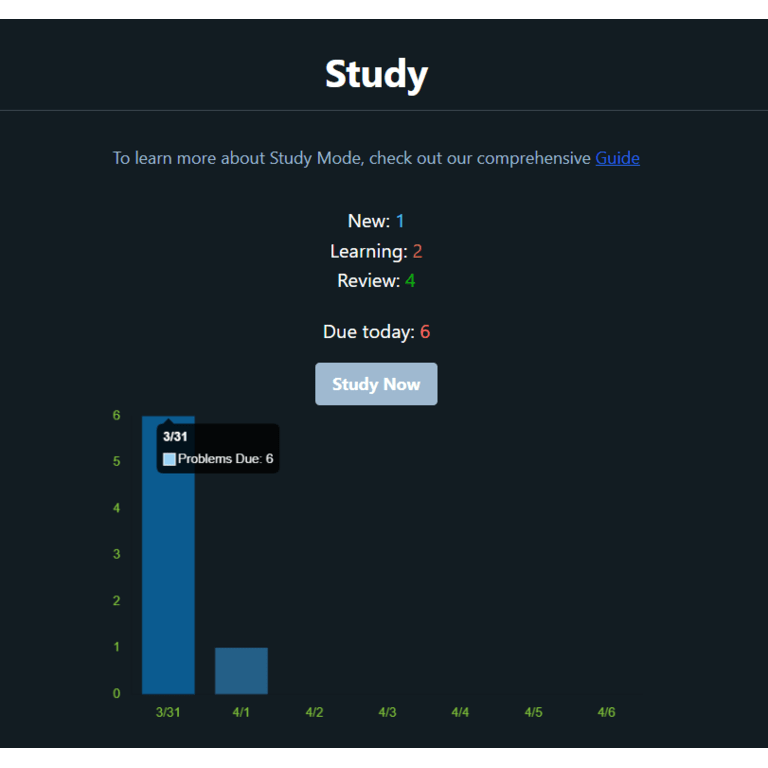 Study
To learn more about Study Mode, check out our comprehensive Guide
New: 1
Learning: 2
Review: 4
Due today: 6
Study Now
6
3/31
Problems Due: 6
5
4
3
2
1
0
3/31 4/1 4/2 4/3 4/4 4/5 4/6